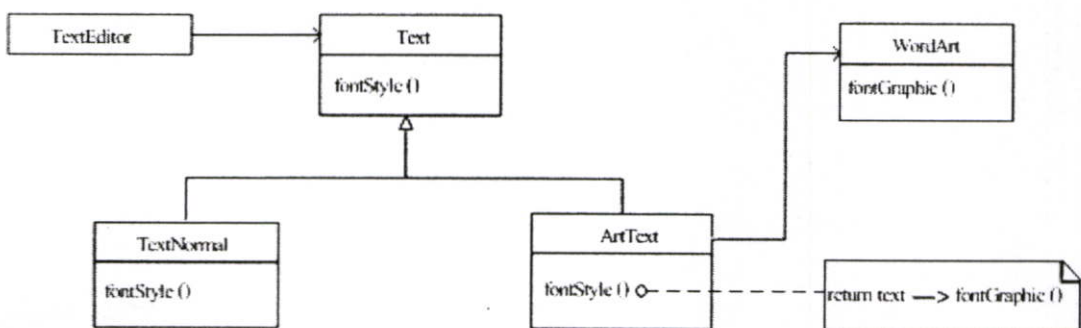 TextEditor
Text
fontStyle ()
WordArt
fontGraphic ()
TextNormal
fontStyle ()
ArtText
fontStyle ()
return text —> fontGraphic ()